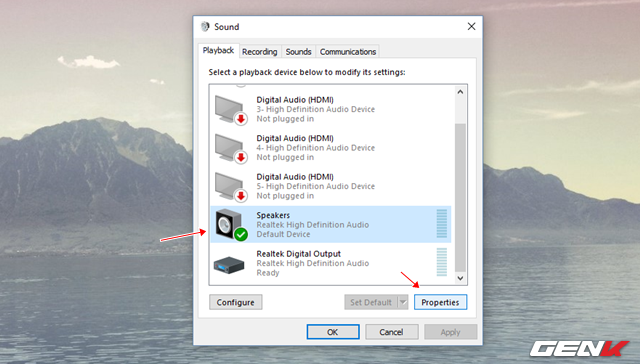 Sound
Playback
Recording
Sounds
Communications
Select a playback device below to modify its settings:
Digital Audio (HDMI)
3- High Definition Audio Device
Not plugged in
Digital Audio (HDMI)
4- High Definition Audio Device
Not plugged in
Digital Audio (HDMI)
5- High Definition Audio Device
Not plugged in
Speakers
Realtek High Definition Audio
Default Device
Realtek Digital Output
Realtek High Definition Audio
Ready
Configure
Set Default
Properties
OK
Cancel
Apply
GENK